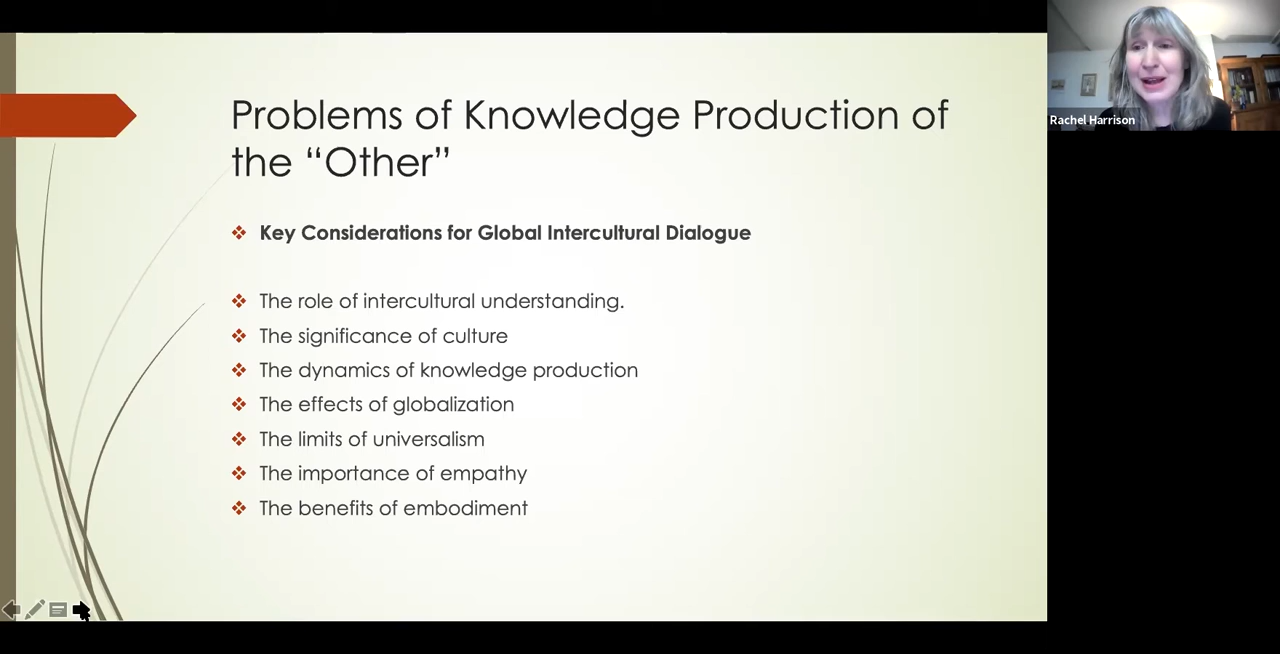 Problems of Knowledge Production of
the “Other”
Key Considerations for Global Intercultural Dialogue
The role of intercultural understanding.
The significance of culture
The dynamics of knowledge production
The effects of globalization
The limits of universalism
The importance of empathy
The benefits of embodiment
Rachel Harrison